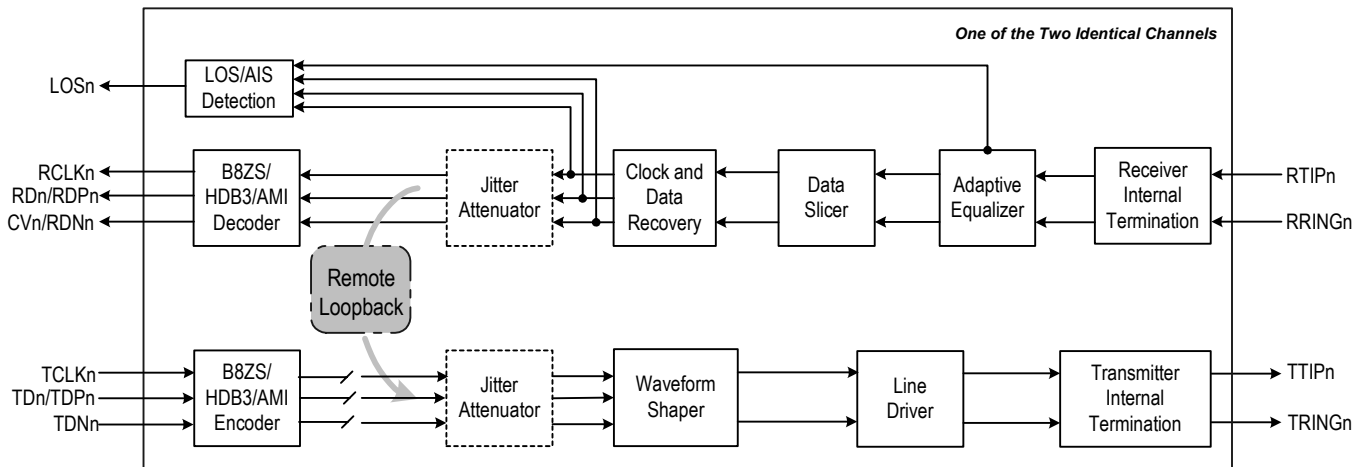 One of the Two Identical Channels
LOSn
LOS/AIS
Detection
RCLKn
RDn/RDPn
CVn/RDNn
B8ZS/
HDB3/AMI
Decoder
Jitter
Attenuator
Clock and
Data
Recovery
Data
Slicer
Adaptive
Equalizer
Receiver
Internal
Termination
RTIPn
RRINGn
Remote
Loopback
TCLKn
TDn/TDPn
TDNn
B8ZS/
HDB3/AMI
Encoder
Jitter
Attenuator
Waveform
Shaper
Line
Driver
Transmitter
Internal
Termination
TTIPn
TRINGn